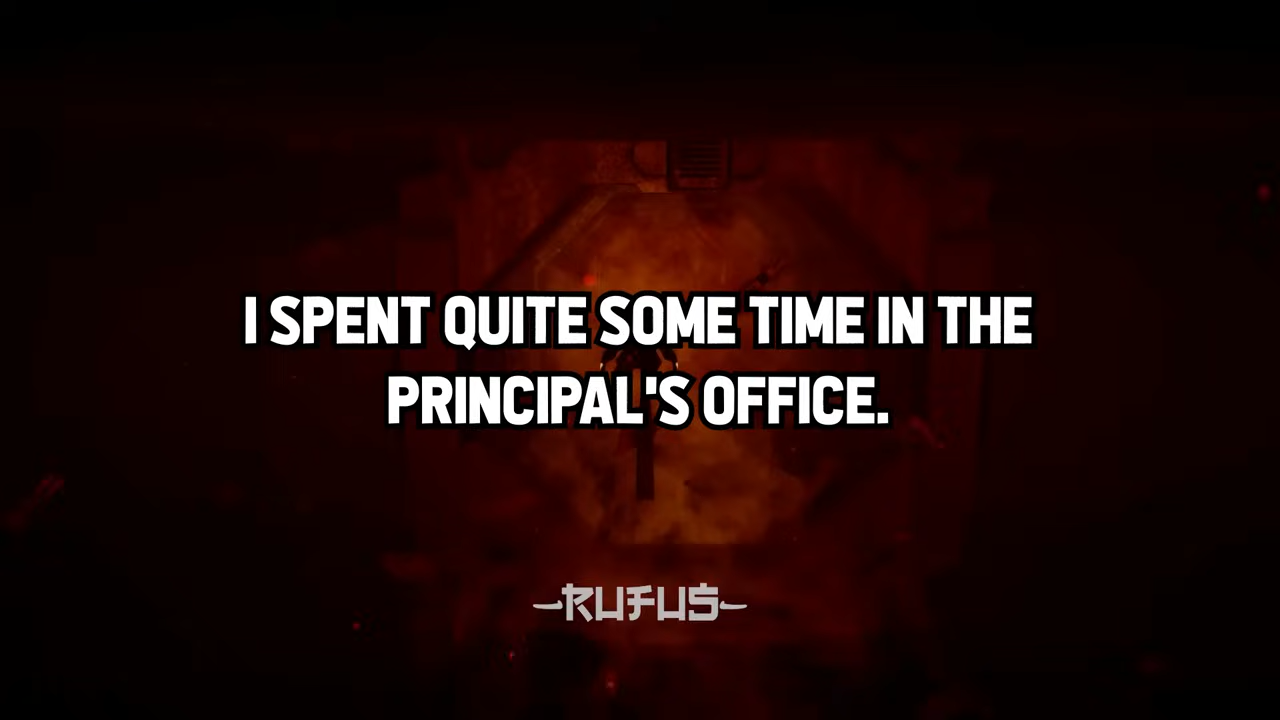 I SPENT QUITE SOME TIME IN THE
PRINCIPAL'S OFFICE.
-RUFUS-